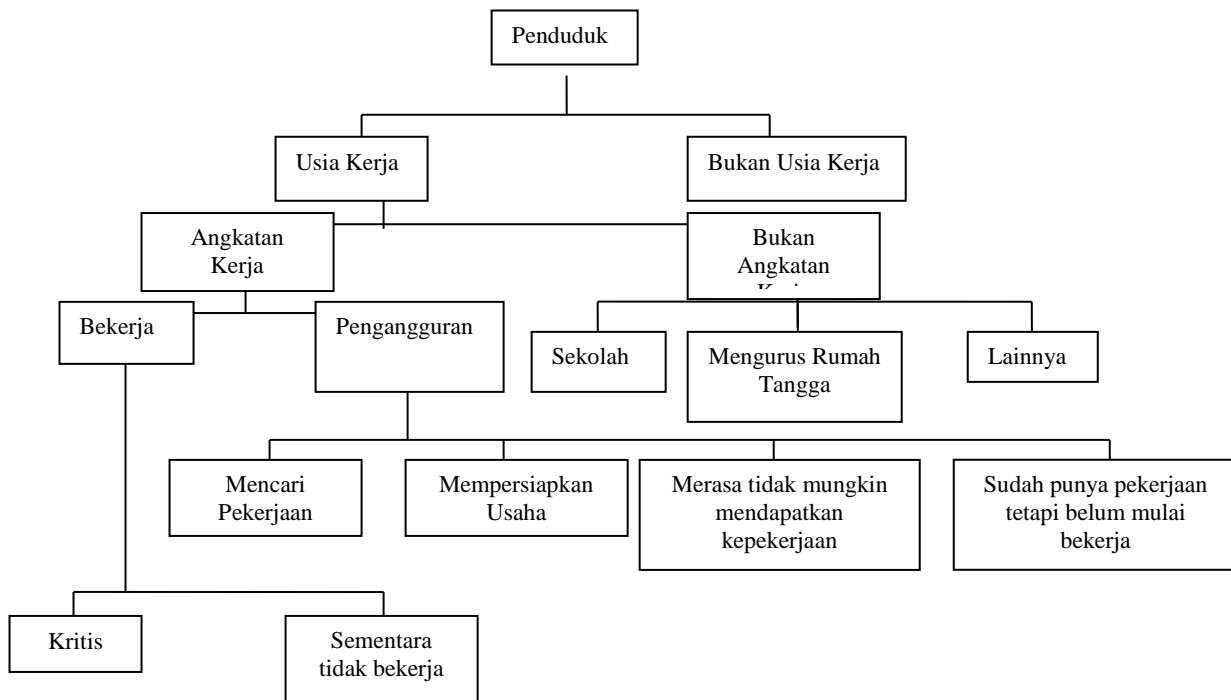 Penduduk
Usia Kerja
Bukan Usia Kerja
Angkatan
Kerja
Bukan
Angkatan
Bekerja
Pengangguran
Sekolah
Mengurus Rumah
Tangga
Lainnya
Mencari
Pekerjaan
Mempersiapkan
Usaha
Merasa tidak mungkin
mendapatkan
kepekerjaan
Sudah punya pekerjaan
tetapi belum mulai
bekerja
Kritis
Sementara
tidak bekerja